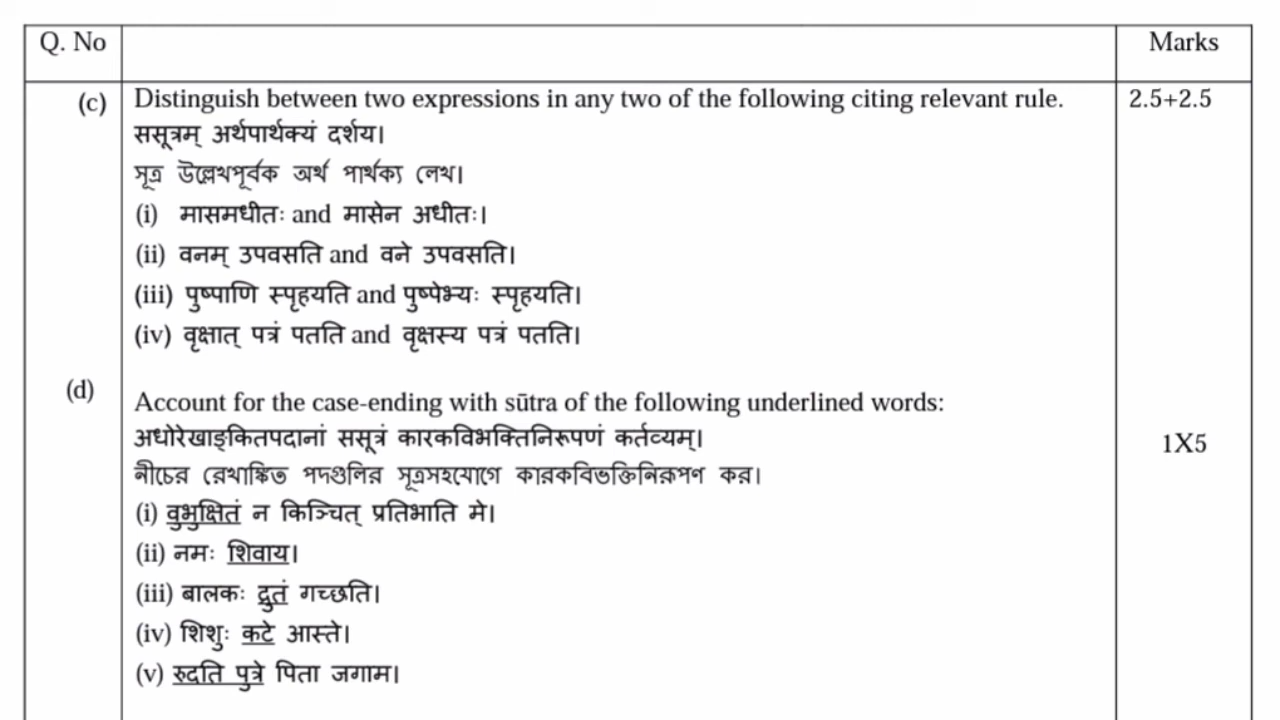 Q. No Marks
(c) Distinguish between two expressions in any two of the following citing relevant rule. 2.5+2.5
ससूत्रम् अर्थपार्थक्यं दर्शय।
সূত্র উল্লেখপূর্বক অর্থ পার্থক্য লেখ।
(i) मासमधीतः and मासेन अधीतः।
(ii) वनम् उपवसति and वने उपवसति।
(iii) पुष्पाणि स्पृहयति and पुष्पेभ्यः स्पृहयति।
(iv) वृक्षात् पत्रं पतति and वृक्षस्य पत्रं पतति।
(d) Account for the case-ending with sūtra of the following underlined words:
अधोरेखाङ्कितपदानां ससूत्रं कारकविभक्तिनिरूपणं कर्तव्यम्। 1X5
নীচের রেখাঙ্কিত পদগুলির সূত্রসহযোগে কারকবিভক্তিনিরূপণ কর।
(i) वुभुक्षितं न किञ्चित् प्रतिभाति मे।
(ii) नमः शिवाय।
(iii) बालकः द्रुतं गच्छति।
(iv) शिशुः कटे आस्ते।
(v) रुदति पुत्रे पिता जगाम।